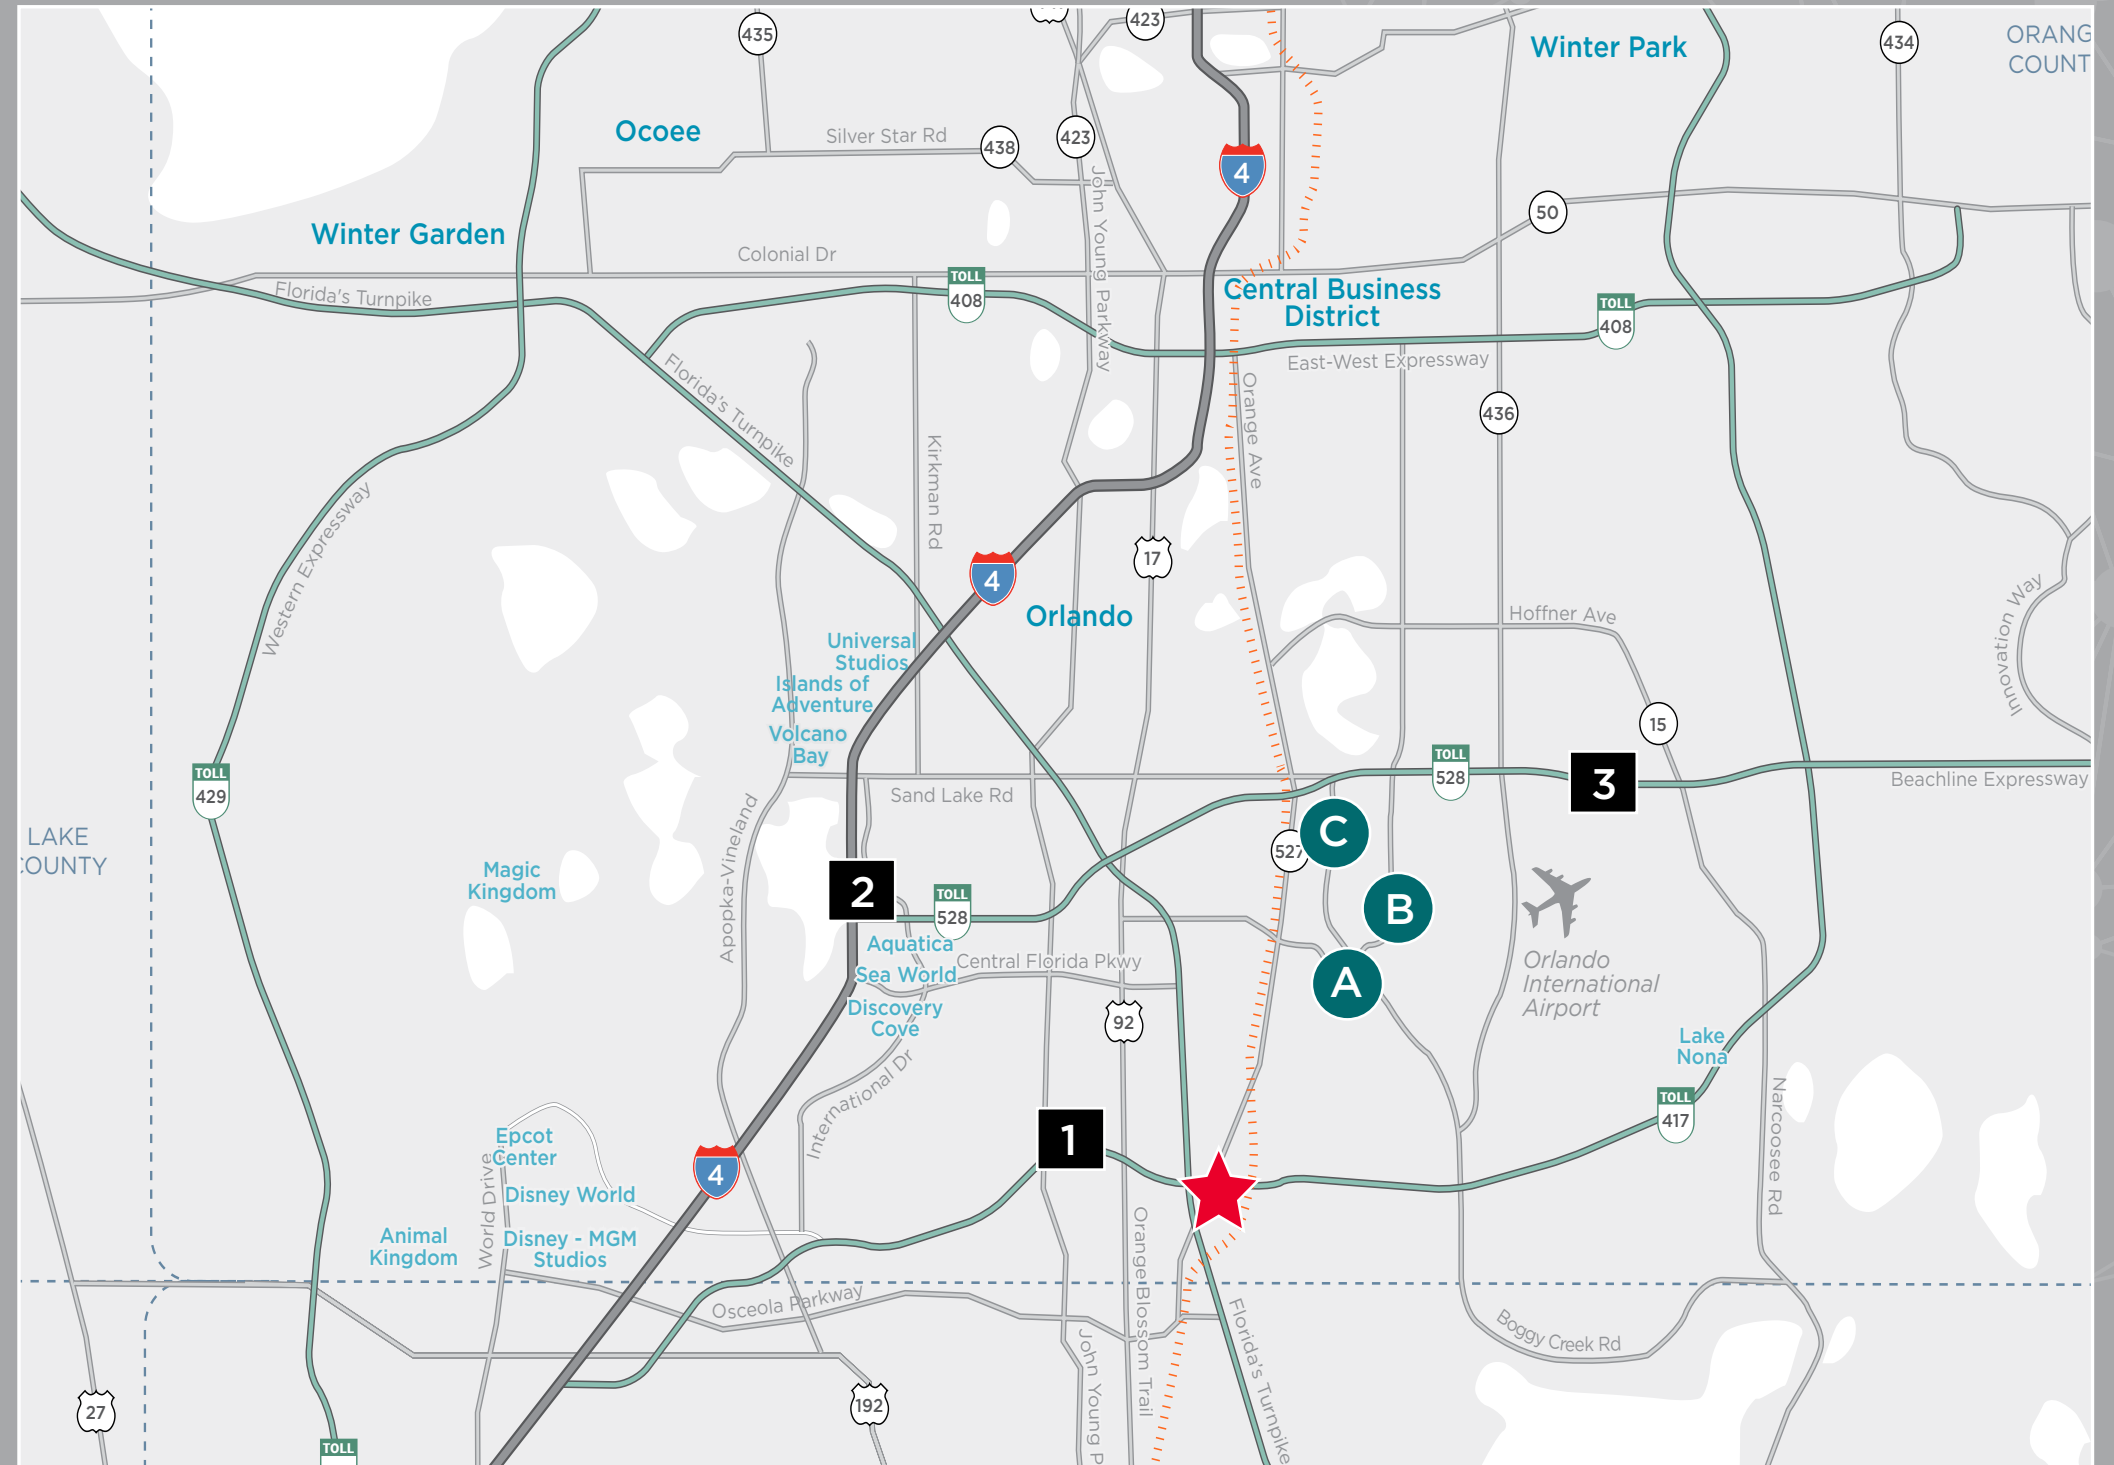 423
435
434
ORANG
COUNT
Winter Park
Ocoee
Silver Star Rd
438
423
4
John Young Parkway
50
Winter Garden
Colonial Dr
TOLL
408
Florida's Turnpike
Central Business
District
TOLL
408
East-West Expressway
Florida's Turnpike
Orange Ave
436
Kirkman Rd
Western Expressway
17
4
Orlando
Hoffner Ave
Innovation Way
Universal
Studios
Islands of
Adventure
Volcano
Bay
15
TOLL
429
TOLL
528
3
Beachline Expressway
Sand Lake Rd
Apopka-Vineland
LAKE
COUNTY
C
527
Magic
Kingdom
2
TOLL
528
B
Aquatica
Sea World
Central Florida Pkwy
Discovery
Cove
A
Orlando
International
Airport
92
Lake
Nona
International Dr
TOLL
417
Narcoossee Rd
1
Epcot
Center
4
World Drive
Disney World
Animal
Kingdom
Disney - MGM
Studios
Osceola Parkway
Orange Blossom Trail
Florida's Turnpike
Boggy Creek Rd
John Young P
27
192
TOLL